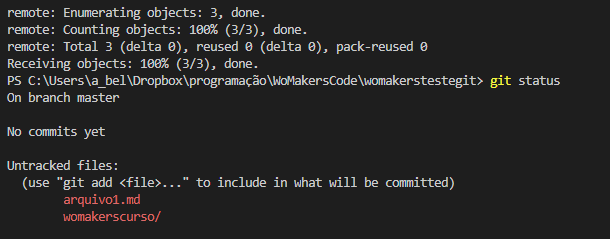 remote: Enumerating objects: 3, done.
remote: Counting objects: 100% (3/3), done.
remote: Total 3 (delta 0), reused 0 (delta 0), pack-reused 0
Receiving objects: 100% (3/3), done.
PS C:\Users\a_bel\Dropbox\programação\WoMakersCode\womakerstestegit> git status
On branch master
No commits yet
Untracked files:
(use "git add <file>..." to include in what will be committed)
arquivo1.md
womakerscurso/